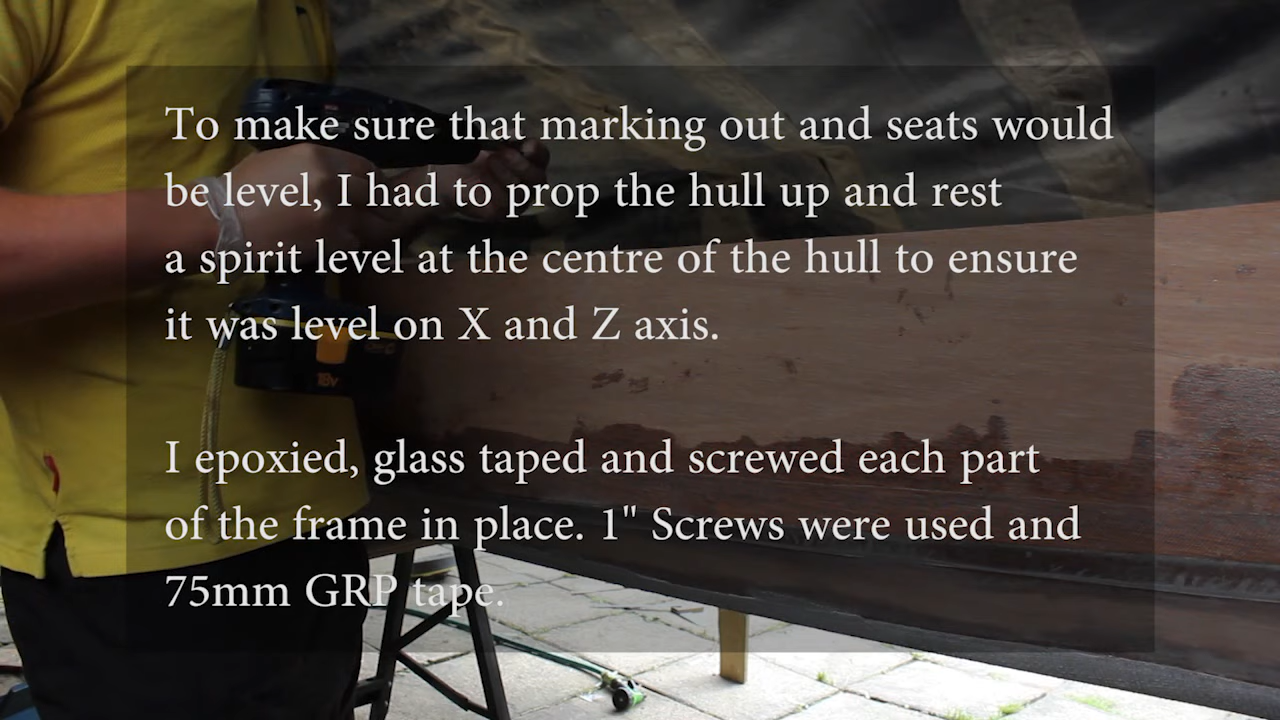 To make sure that marking out and seats would
be level, I had to prop the hull up and rest
a spirit level at the centre of the hull to ensure
it was level on X and Z axis.
I epoxied, glass taped and screwed each part
of the frame in place. 1" Screws were used and
75mm GRP tape.
18v